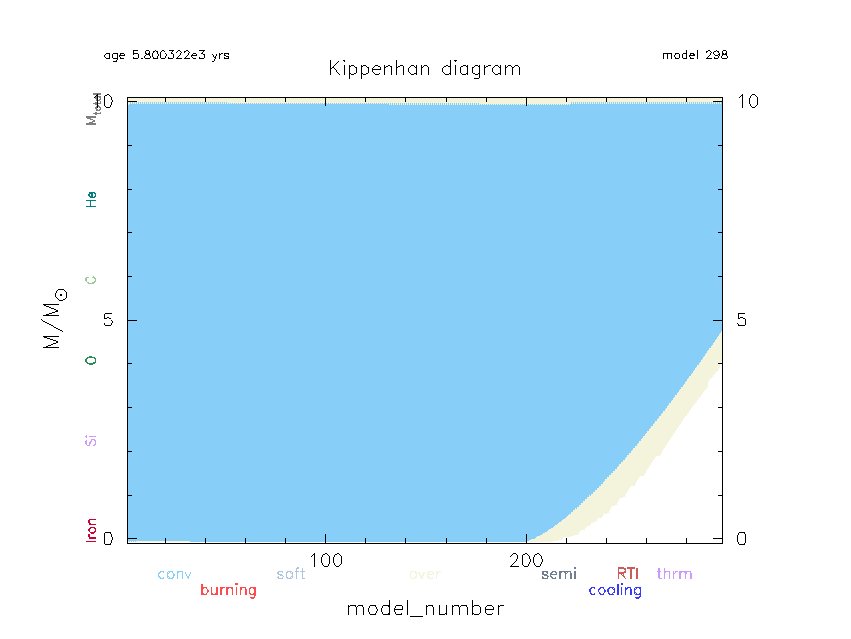 age 5.800322e3 yrs
model 298
Kippenhan diagram
M_total
10
10
He
C
M/M⊙
5
5
O
Si
Iron
0
0
100
200
conv
soft
over
semi
RTI
thrm
burning
cooling
model_number